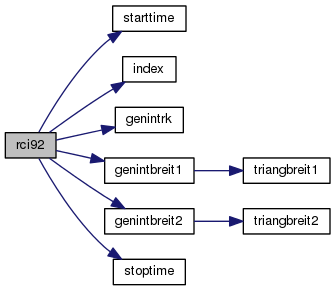 starttime
index
genintrk
rci92
genintbreit1
triangbreit1
genintbreit2
triangbreit2
stoptime